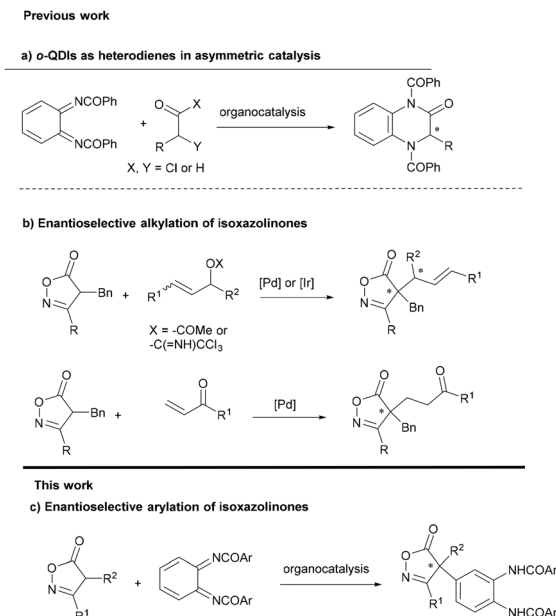 Previous work
a) o-QDIs as heterodienes in asymmetric catalysis
NCOPh
NCOPh
+
O
X
R
Y
X, Y = Cl or H
organocatalysis
COPh
N
O
*
N
R
COPh
b) Enantioselective alkylation of isoxazolinones
O
O
N
Bn
R
+
OX
R1
R2
X = -COMe or
-C(=NH)CCl3
[Pd] or [Ir]
O
R2
O
*
*
R1
N
Bn
R
O
O
N
Bn
R
+
O
R1
[Pd]
O
O
O
*
R1
N
Bn
R
This work
c) Enantioselective arylation of isoxazolinones
O
O
N
R2
R1
+
NCOAr
NCOAr
organocatalysis
O
O
R2
*
N
R1
NHCOAr
NHCOAr